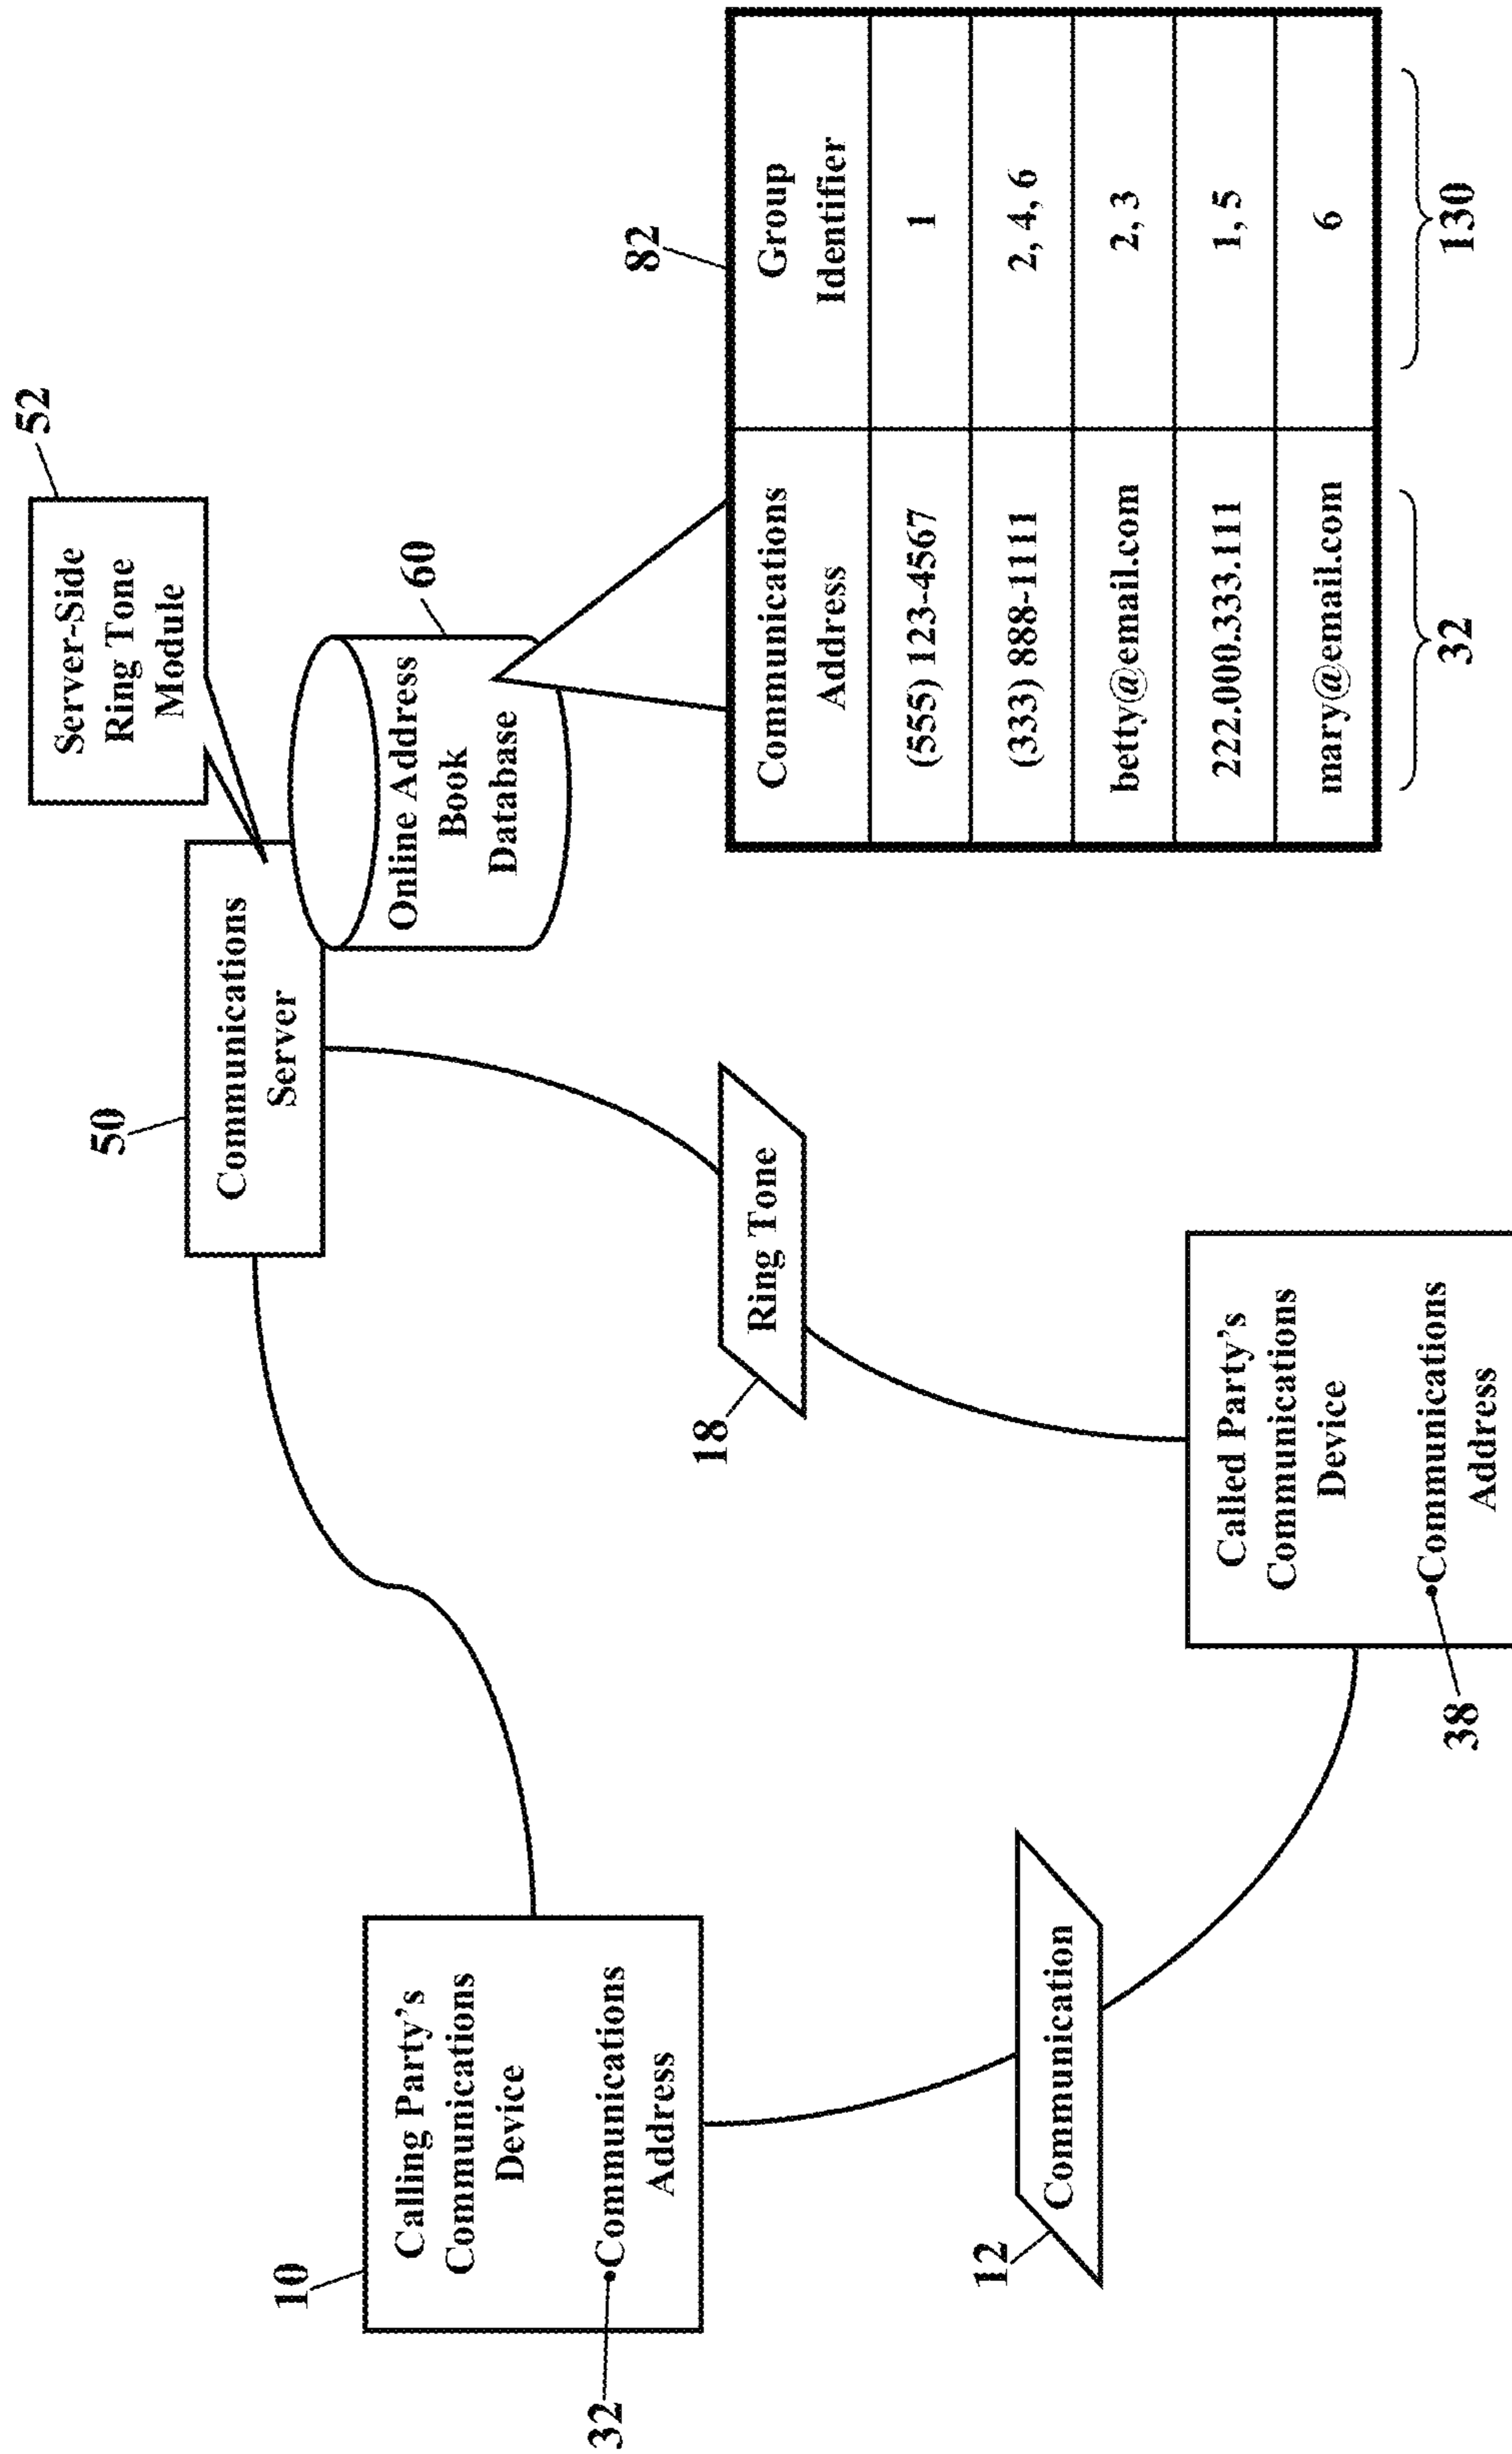 52
Server-Side
Ring Tone
Module
50
Communications
Server
60
Online Address
Book
Database
10
Calling Party's
Communications
Device
32
Communications
Address
18
Ring Tone
82
Communications
Address
Group
Identifier
(555) 123-4567
1
(333) 888-1111
2, 4, 6
betty@email.com
2, 3
222.000.333.111
1, 5
mary@email.com
6
32
130
12
Communication
Called Party's
Communications
Device
38
Communications
Address